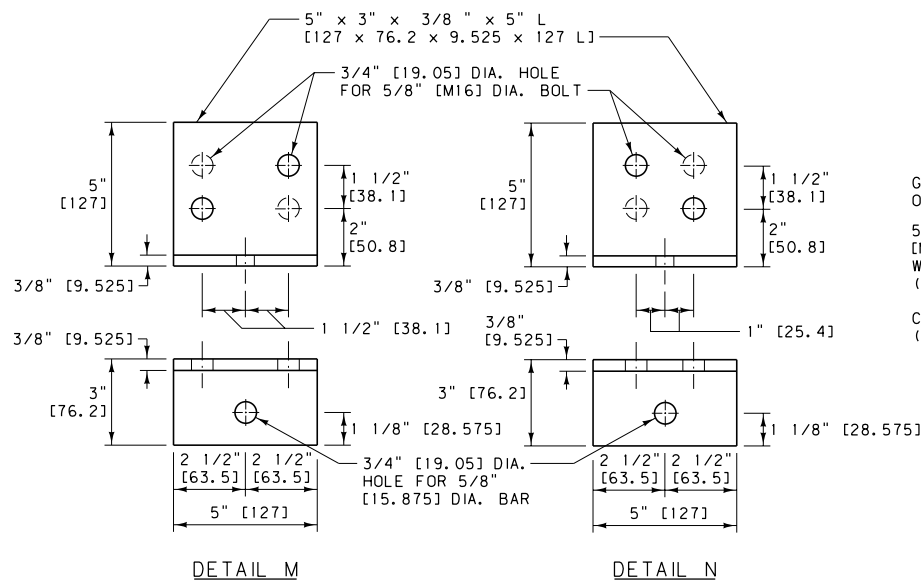 5" x 3" x 3/8 " x 5" L
[127 x 76.2 x 9.525 x 127 L]
3/4" [19.05] DIA. HOLE
FOR 5/8" [M16] DIA. BOLT
5"
[127]
1 1/2"
[38.1]
2"
[50.8]
3/8" [9.525]
1 1/2" [38.1]
3/8" [9.525]
3"
[76.2]
1 1/8" [28.575]
2 1/2"
[63.5]
2 1/2"
[63.5]
5" [127]
3/4" [19.05] DIA.
HOLE FOR 5/8"
[15.875] DIA. BAR
DETAIL M
5"
[127]
1 1/2"
[38.1]
2"
[50.8]
3/8" [9.525]
1" [25.4]
3/8"
[9.525]
3" [76.2]
1 1/8" [28.575]
2 1/2"
[63.5]
2 1/2"
[63.5]
5" [127]
DETAIL N